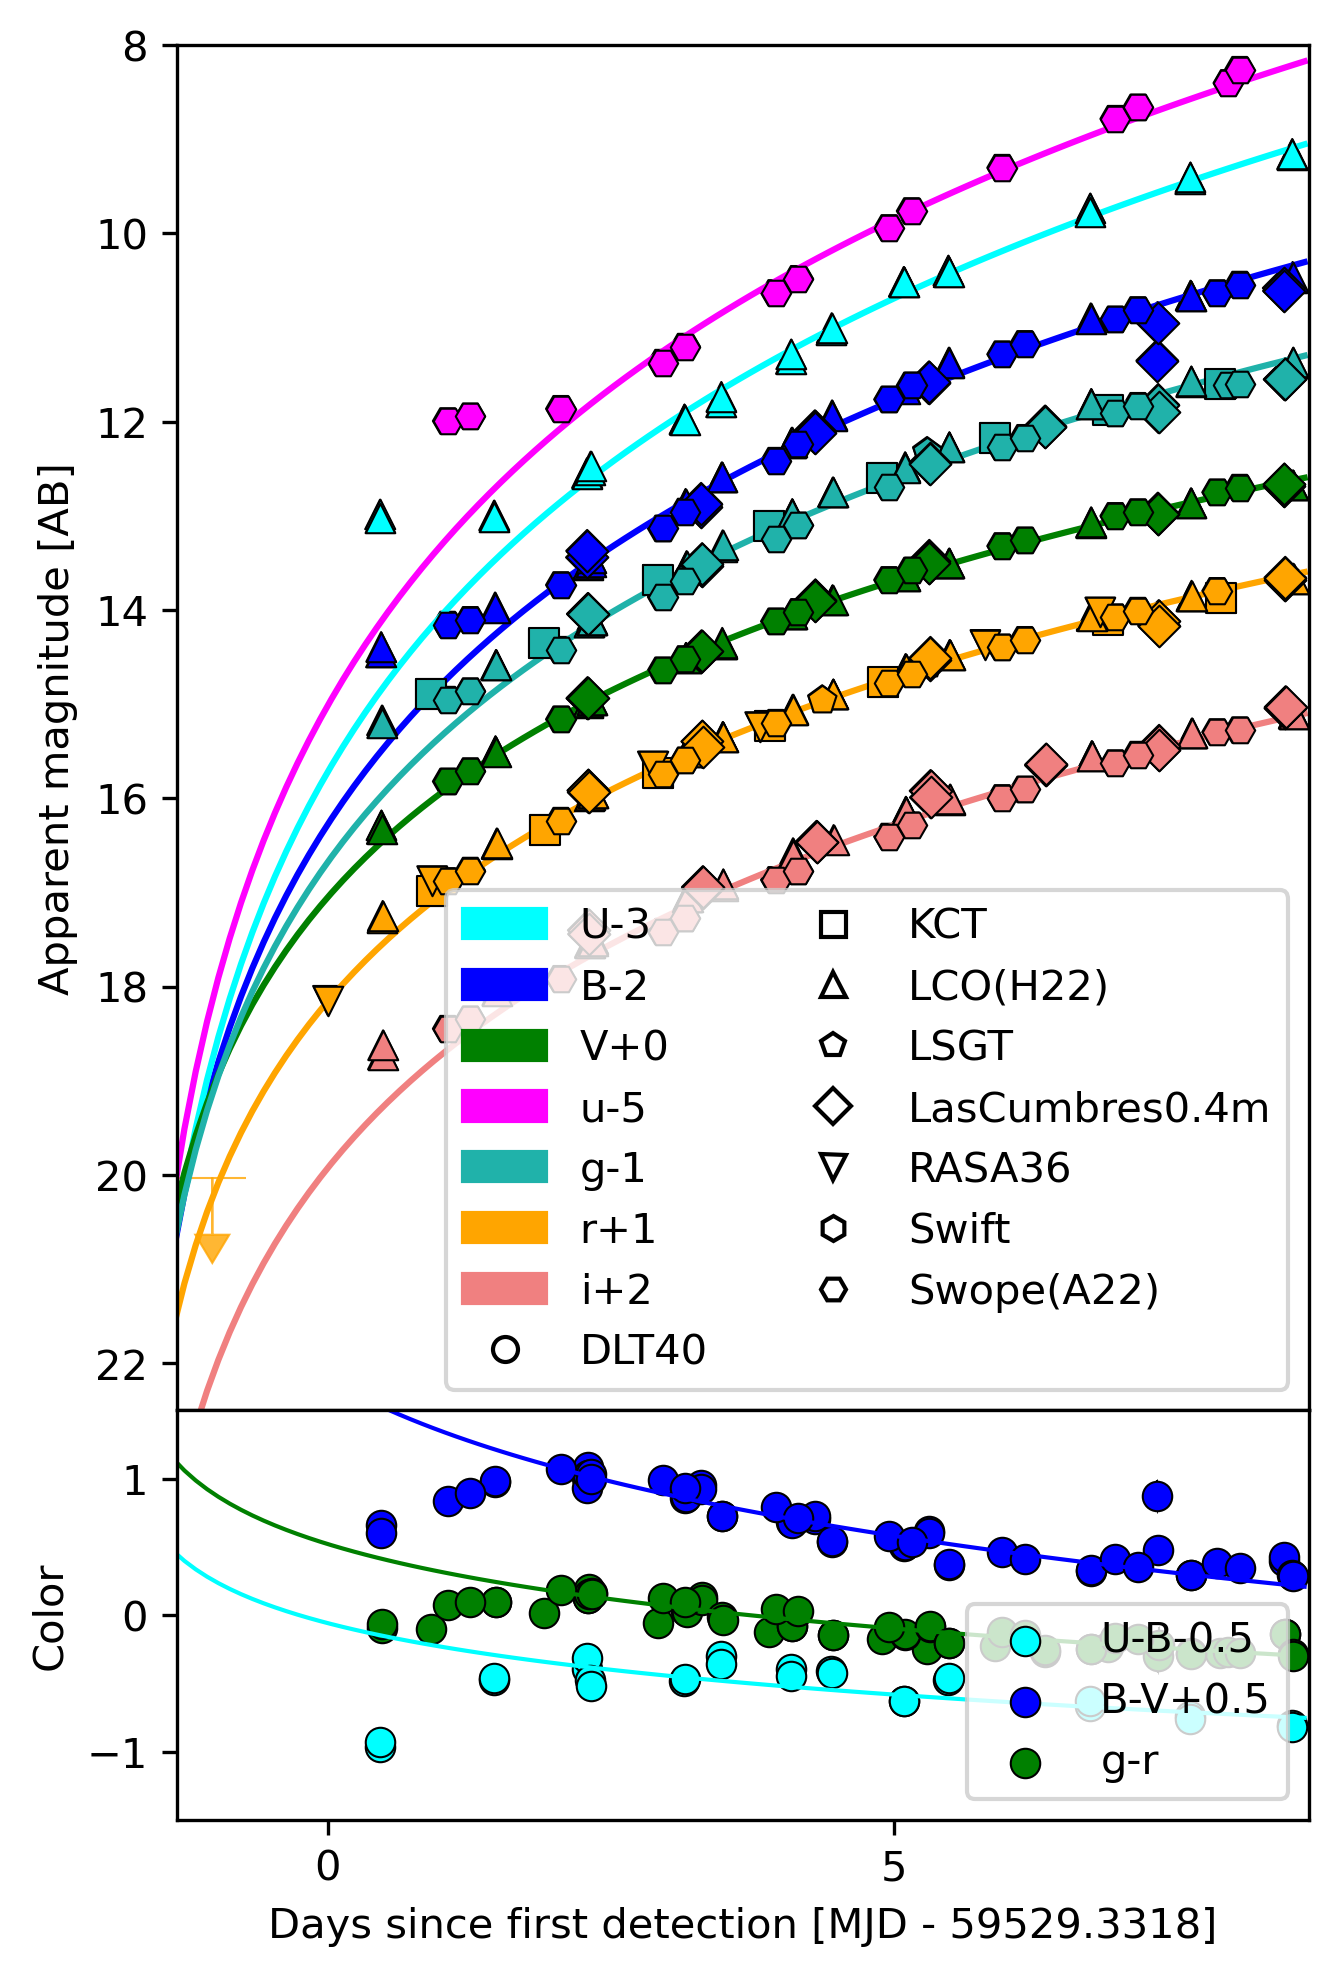 8
10
12
14
16
18
20
22
Apparent magnitude [AB]
U-3
B-2
V+0
u-5
g-1
r+1
i+2
DLT40
KCT
LCO(H22)
LSGT
LasCumbres0.4m
RASA36
Swift
Swope(A22)
1
0
−1
Color
U-B-0.5
B-V+0.5
g-r
0 5
Days since first detection [MJD - 59529.3318]